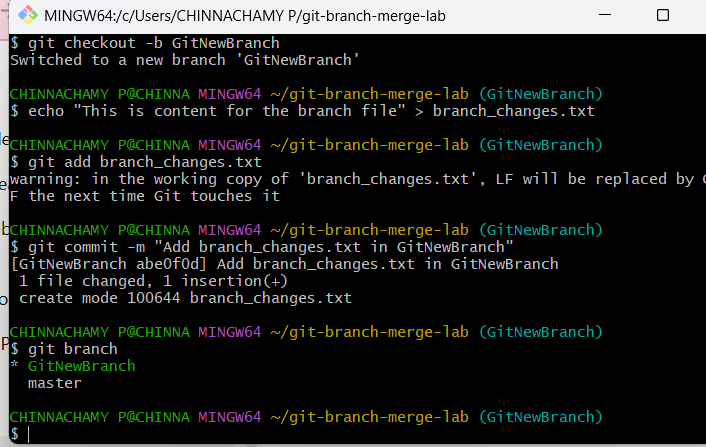 MINGW64:/c/Users/CHINNACHAMY P/git-branch-merge-lab
$ git checkout -b GitNewBranch
Switched to a new branch 'GitNewBranch'
CHINNACHAMY P@CHINNA MINGW64 ~/git-branch-merge-lab (GitNewBranch)
$ echo "This is content for the branch file" > branch_changes.txt
CHINNACHAMY P@CHINNA MINGW64 ~/git-branch-merge-lab (GitNewBranch)
$ git add branch_changes.txt
warning: in the working copy of 'branch_changes.txt', LF will be replaced by C
F the next time Git touches it
CHINNACHAMY P@CHINNA MINGW64 ~/git-branch-merge-lab (GitNewBranch)
$ git commit -m "Add branch_changes.txt in GitNewBranch"
[GitNewBranch abe0f0d] Add branch_changes.txt in GitNewBranch
 1 file changed, 1 insertion(+)
 create mode 100644 branch_changes.txt
CHINNACHAMY P@CHINNA MINGW64 ~/git-branch-merge-lab (GitNewBranch)
$ git branch
* GitNewBranch
  master
CHINNACHAMY P@CHINNA MINGW64 ~/git-branch-merge-lab (GitNewBranch)
$